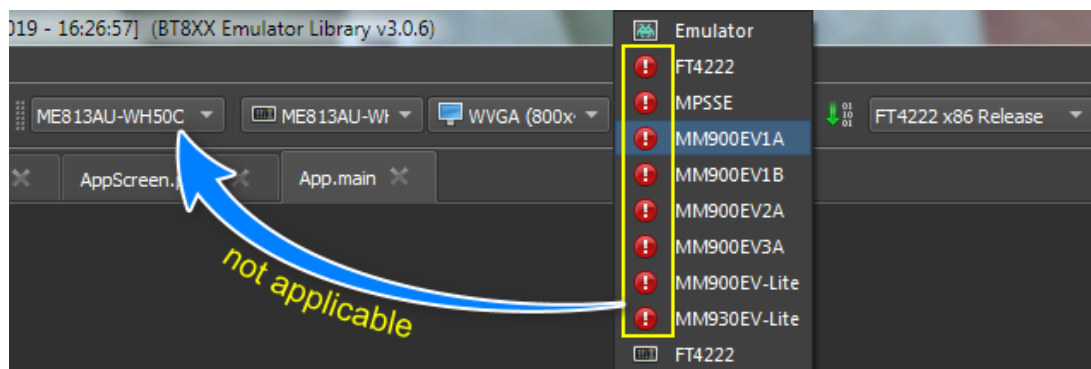 019 - 16:26:57] (BT8XX Emulator Library v3.0.6)
Emulator
FT4222
MPSSE
MM900EV1A
MM900EV1B
MM900EV2A
MM900EV3A
MM900EV-Lite
MM930EV-Lite
FT4222
ME813AU-WH50C
ME813AU-WH
WVGA (800x
FT4222 x86 Release
AppScreen.
App.main
not applicable